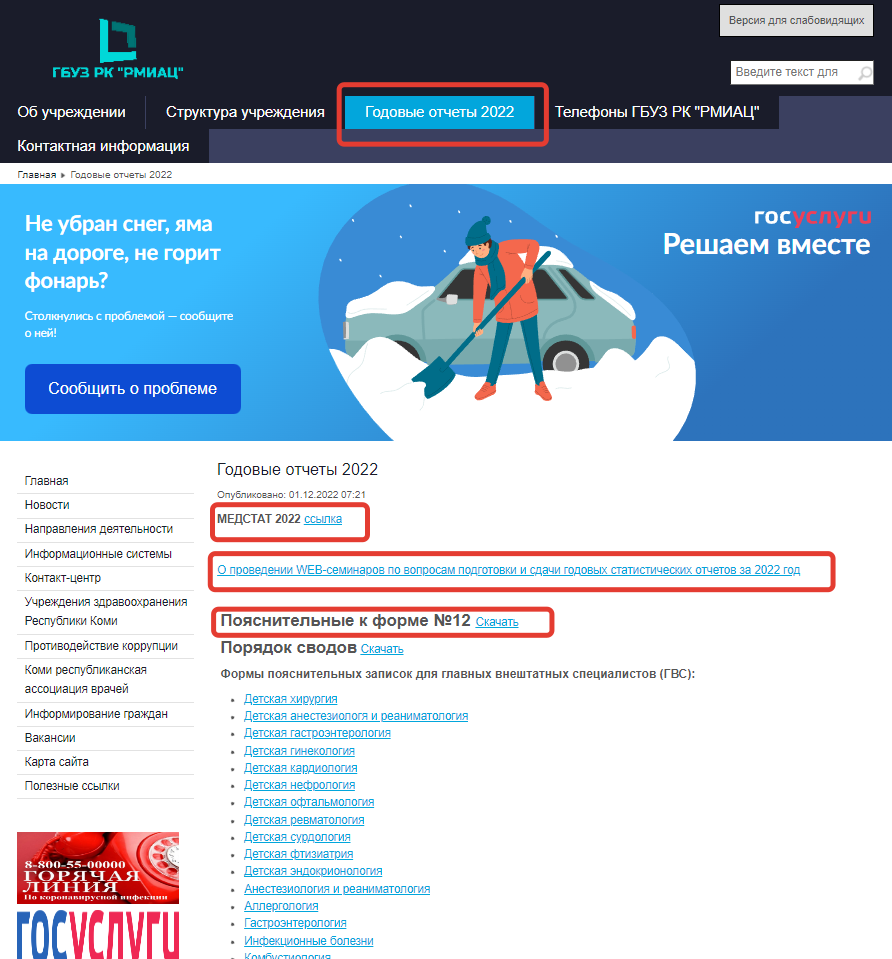 Версия для слабовидящих
ГБУЗ РК "РМИАЦ"
Введите текст для
Об учреждении
Структура учреждения
Годовые отчеты 2022
Телефоны ГБУЗ РК "РМИАЦ"
Контактная информация
Главная
Годовые отчеты 2022
Не убран снег, яма
на дороге, не горит
фонарь?
Столкнулись с проблемой — сообщите
о ней!
Сообщить о проблеме
госуслуги
Решаем вместе
Главная
Новости
Направления деятельности
Информационные системы
Контакт-центр
Учреждения здравоохранения
Республики Коми
Противодействие коррупции
Коми республиканская
ассоциация врачей
Информирование граждан
Вакансии
Карта сайта
Полезные ссылки
8-800-55-00000
ГОРЯЧАЯ
ЛИНИЯ
По коронавирусной инфекции
госуслуги
Годовые отчеты 2022
Опубликовано: 01.12.2022 07:21
МЕДСТАТ 2022 ссылка
О проведении WEB-семинаров по вопросам подготовки и сдачи годовых статистических отчетов за 2022 год
Пояснительные к форме №12 Скачать
Порядок сводов Скачать
Формы пояснительных записок для главных внештатных специалистов (ГВС):
Детская хирургия
Детская анестезиологя и реаниматология
Детская гастроэнтерология
Детская гинекология
Детская кардиология
Детская нефрология
Детская офтальмология
Детская ревматология
Детская сурдология
Детская фтизиатрия
Детская эндокрионология
Анестезиология и реаниматология
Аллергология
Гастроэнтерология
Инфекционные болезни
Комбустиология